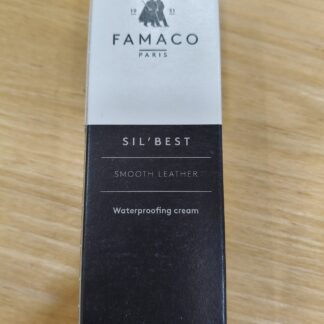 19 31
FAMACO
PARIS
SIL'BEST
SMOOTH LEATHER
Waterproofing cream